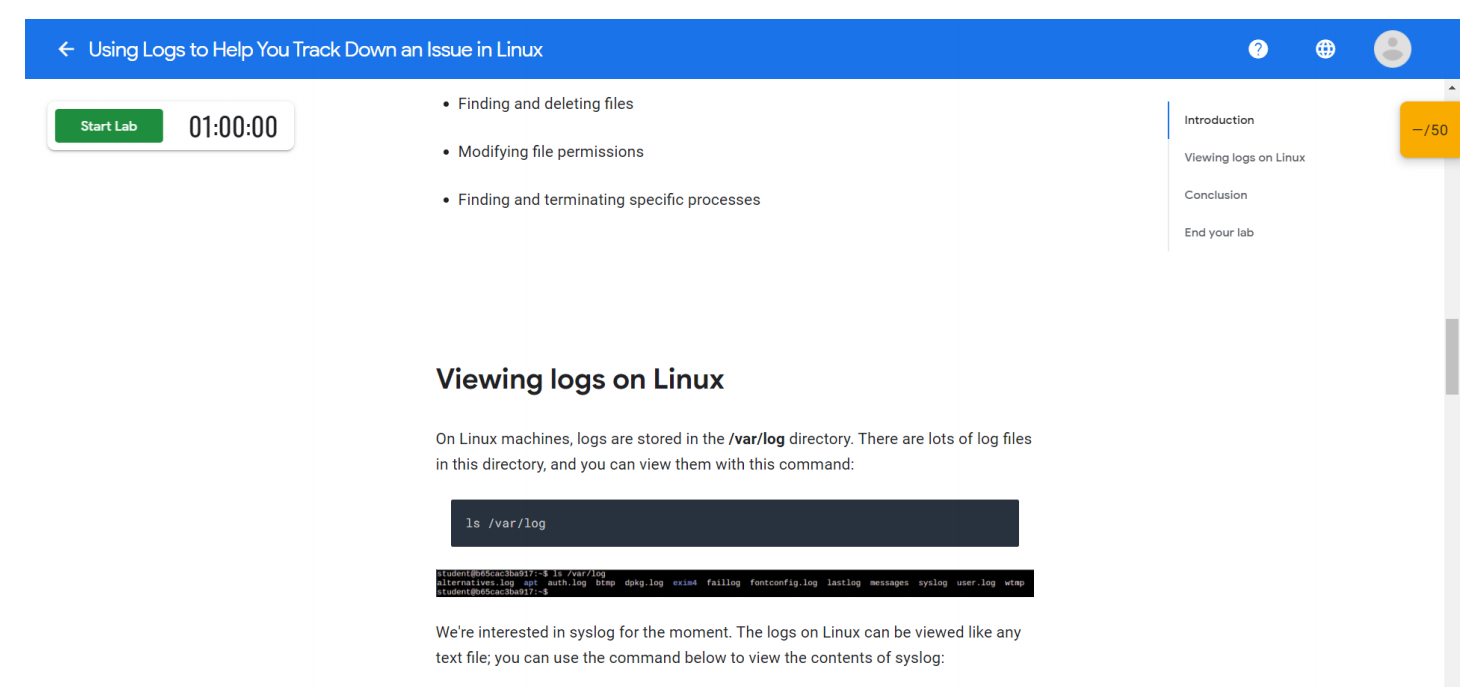 Using Logs to Help You Track Down an Issue in Linux
Start Lab
01:00:00
• Finding and deleting files
• Modifying file permissions
• Finding and terminating specific processes
Introduction
Viewing logs on Linux
Conclusion
End your lab
—/50
Viewing logs on Linux
On Linux machines, logs are stored in the /var/log directory. There are lots of log files
in this directory, and you can view them with this command:
ls /var/log
student@b65cac3ba917:~$ ls /var/log
alternatives.log apt auth.log btmp dpkg.log exim4 faillog fontconfig.log lastlog messages syslog user.log wtmp
student@b65cac3ba917:~$
We're interested in syslog for the moment. The logs on Linux can be viewed like any
text file; you can use the command below to view the contents of syslog: